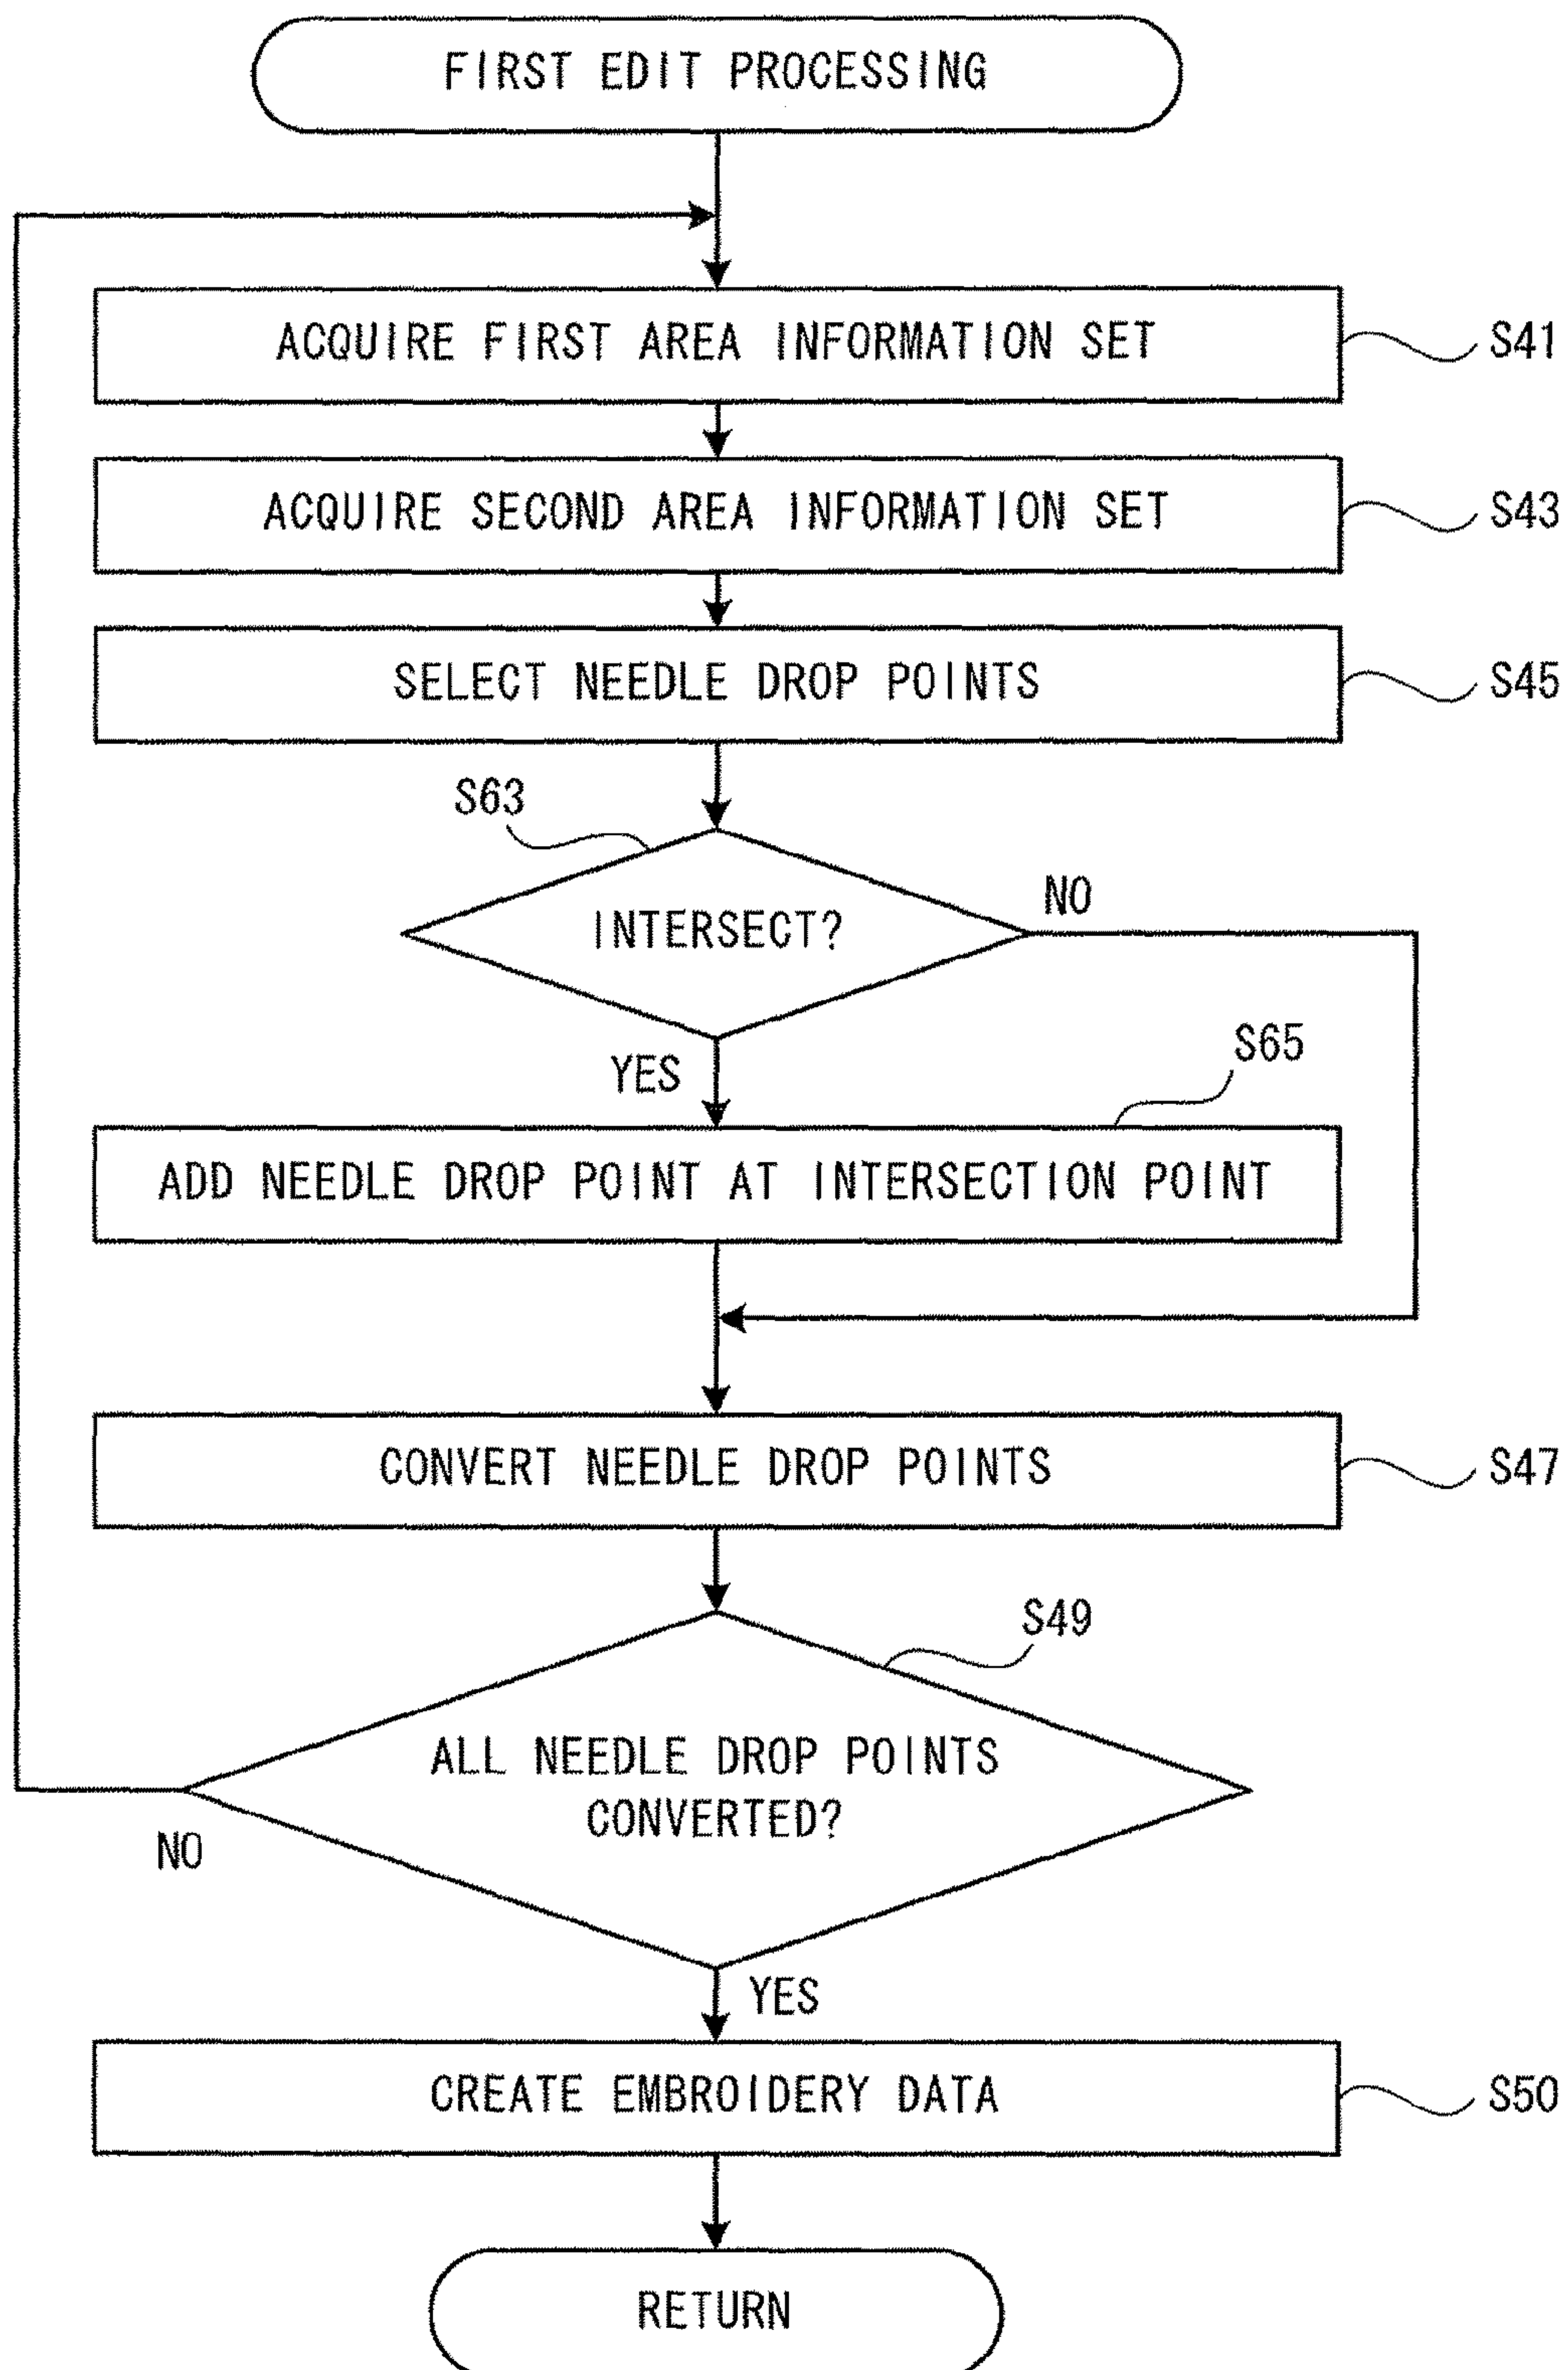 FIRST EDIT PROCESSING
ACQUIRE FIRST AREA INFORMATION SET
S41
ACQUIRE SECOND AREA INFORMATION SET
S43
SELECT NEEDLE DROP POINTS
S45
S63
INTERSECT?
NO
YES
S65
ADD NEEDLE DROP POINT AT INTERSECTION POINT
CONVERT NEEDLE DROP POINTS
S47
S49
ALL NEEDLE DROP POINTS
CONVERTED?
NO
YES
CREATE EMBROIDERY DATA
S50
RETURN